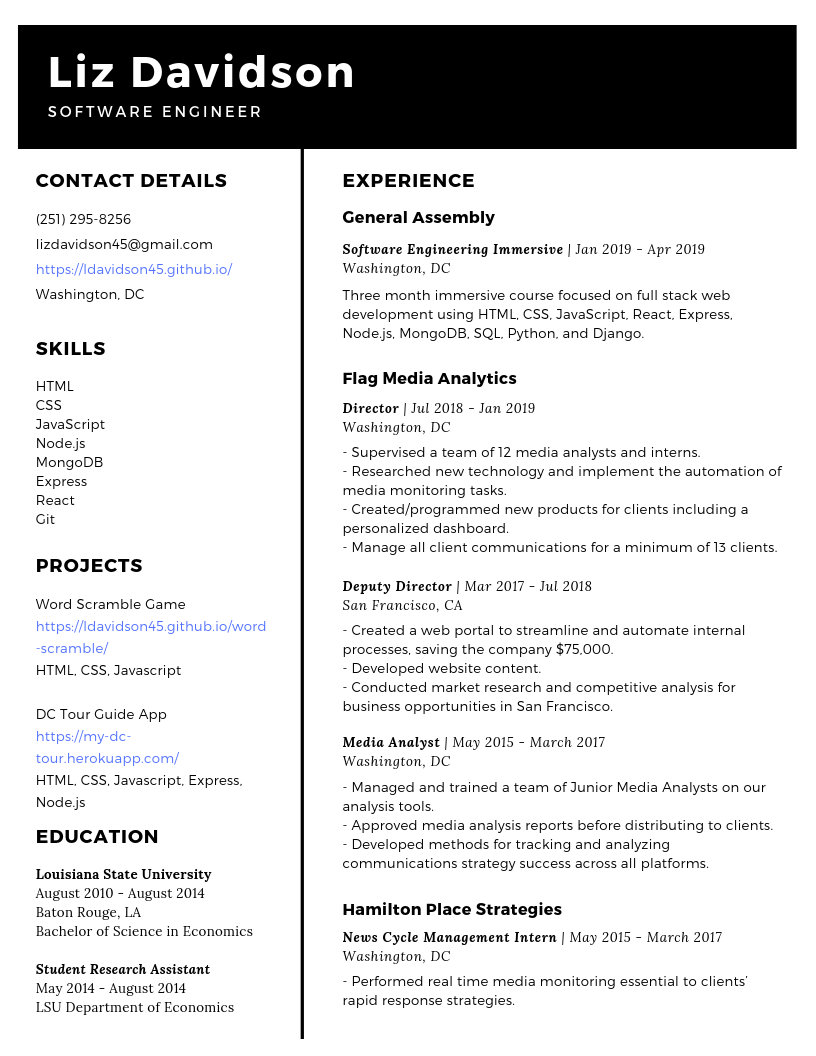 Liz Davidson
SOFTWARE ENGINEER
CONTACT DETAILS
(251) 295-8256
lizdavidson45@gmail.com
https://ldavidson45.github.io/
Washington, DC
SKILLS
HTML
CSS
JavaScript
Node.js
MongoDB
Express
React
Git
PROJECTS
Word Scramble Game
https://ldavidson45.github.io/word
-scramble/
HTML, CSS, Javascript
DC Tour Guide App
https://my-dc-
tour.herokuapp.com/
HTML, CSS, Javascript, Express,
Node.js
EDUCATION
Louisiana State University
August 2010 - August 2014
Baton Rouge, LA
Bachelor of Science in Economics
Student Research Assistant
May 2014 - August 2014
LSU Department of Economics
EXPERIENCE
General Assembly
Software Engineering Immersive | Jan 2019 - Apr 2019
Washington, DC
Three month immersive course focused on full stack web
development using HTML, CSS, JavaScript, React, Express,
Node.js, MongoDB, SQL, Python, and Django.
Flag Media Analytics
Director | Jul 2018 - Jan 2019
Washington, DC
- Supervised a team of 12 media analysts and interns.
- Researched new technology and implement the automation of
media monitoring tasks.
- Created/programmed new products for clients including a
personalized dashboard.
- Manage all client communications for a minimum of 13 clients.
Deputy Director | Mar 2017 - Jul 2018
San Francisco, CA
- Created a web portal to streamline and automate internal
processes, saving the company $75,000.
- Developed website content.
- Conducted market research and competitive analysis for
business opportunities in San Francisco.
Media Analyst | May 2015 - March 2017
Washington, DC
- Managed and trained a team of Junior Media Analysts on our
analysis tools.
- Approved media analysis reports before distributing to clients.
- Developed methods for tracking and analyzing
communications strategy success across all platforms.
Hamilton Place Strategies
News Cycle Management Intern | May 2015 - March 2017
Washington, DC
- Performed real time media monitoring essential to clients’
rapid response strategies.